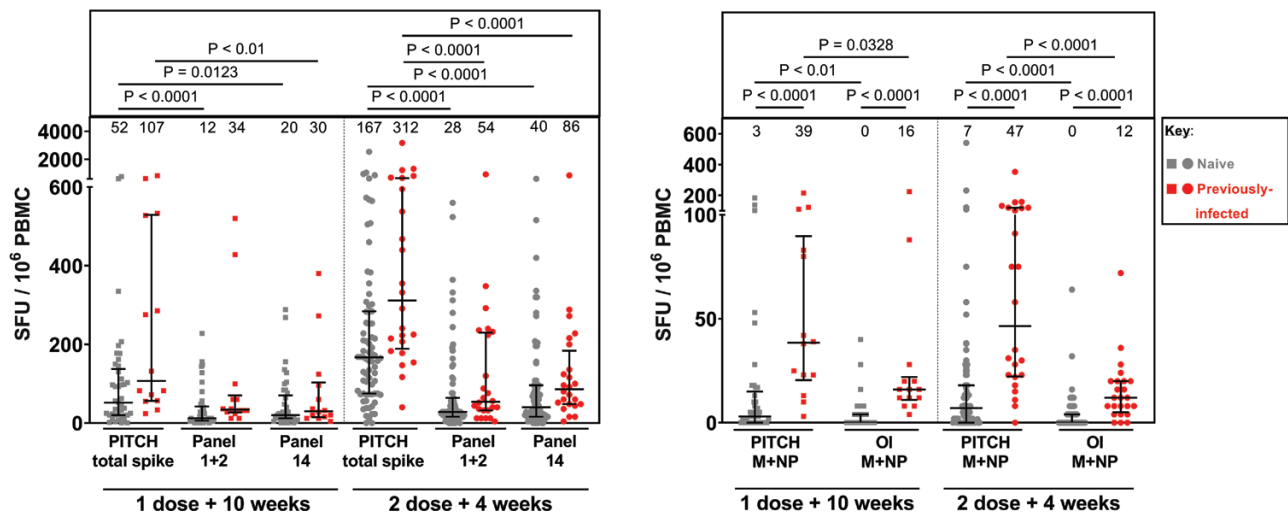 P < 0.0001
P < 0.01
P < 0.0001
P = 0.0123
P < 0.0001
P < 0.0001
P < 0.0001
52 107 12 34 20 30 167 312 28 54 40 86
4000
2000
600
400
200
0
SFU / 10⁶ PBMC
PITCH total spike
Panel 1+2
Panel 14
PITCH total spike
Panel 1+2
Panel 14
1 dose + 10 weeks
2 dose + 4 weeks
P = 0.0328
P < 0.0001
P < 0.01
P < 0.0001
P < 0.0001
P < 0.0001
P < 0.0001
P < 0.0001
3 39 0 16 7 47 0 12
600
400
200
100
50
0
SFU / 10⁶ PBMC
PITCH M+NP
OI M+NP
PITCH M+NP
OI M+NP
1 dose + 10 weeks
2 dose + 4 weeks
Key:
Naive
Previously-
infected